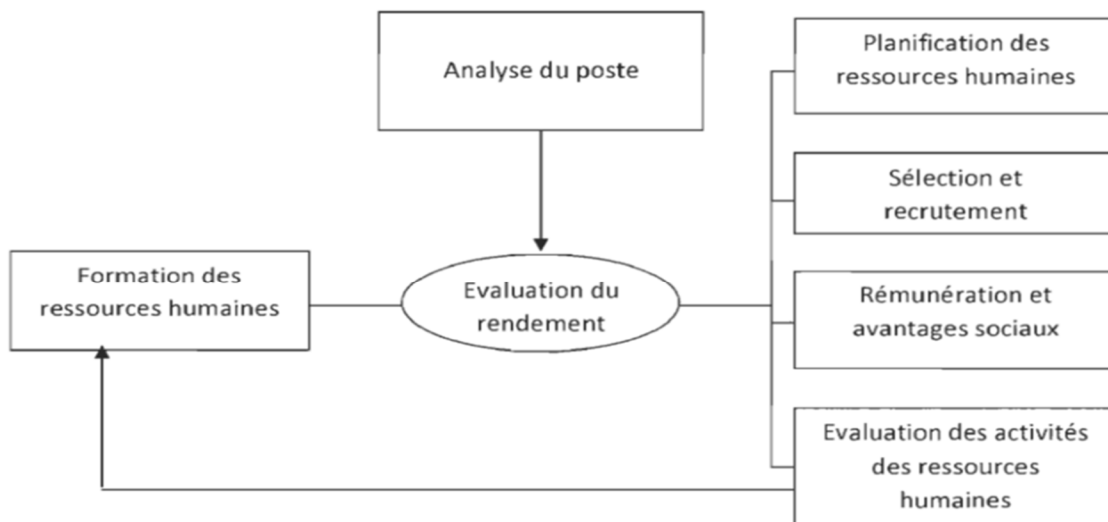 Analyse du poste
Planification des
ressources humaines
Sélection et
recrutement
Formation des
ressources humaines
Evaluation du
rendement
Rémunération et
avantages sociaux
Evaluation des activités
des ressources
humaines